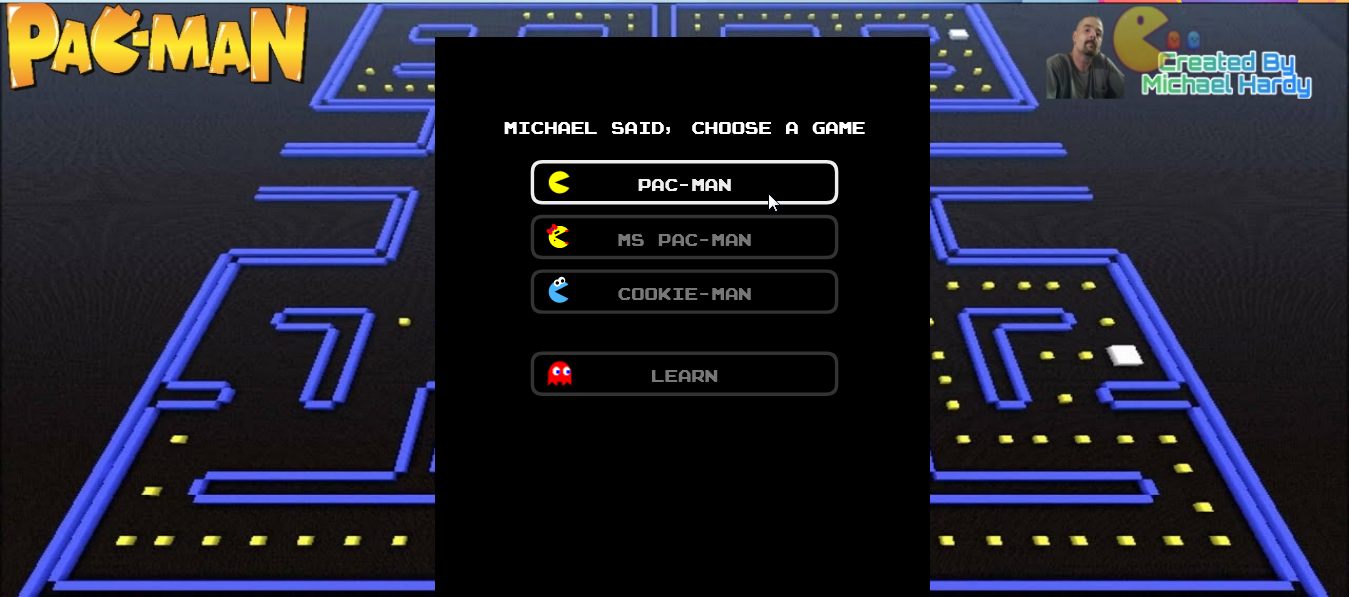 PAC-MAN
Created By
Michael Hardy
MICHAEL SAID, CHOOSE A GAME
PAC-MAN
MS PAC-MAN
COOKIE-MAN
LEARN